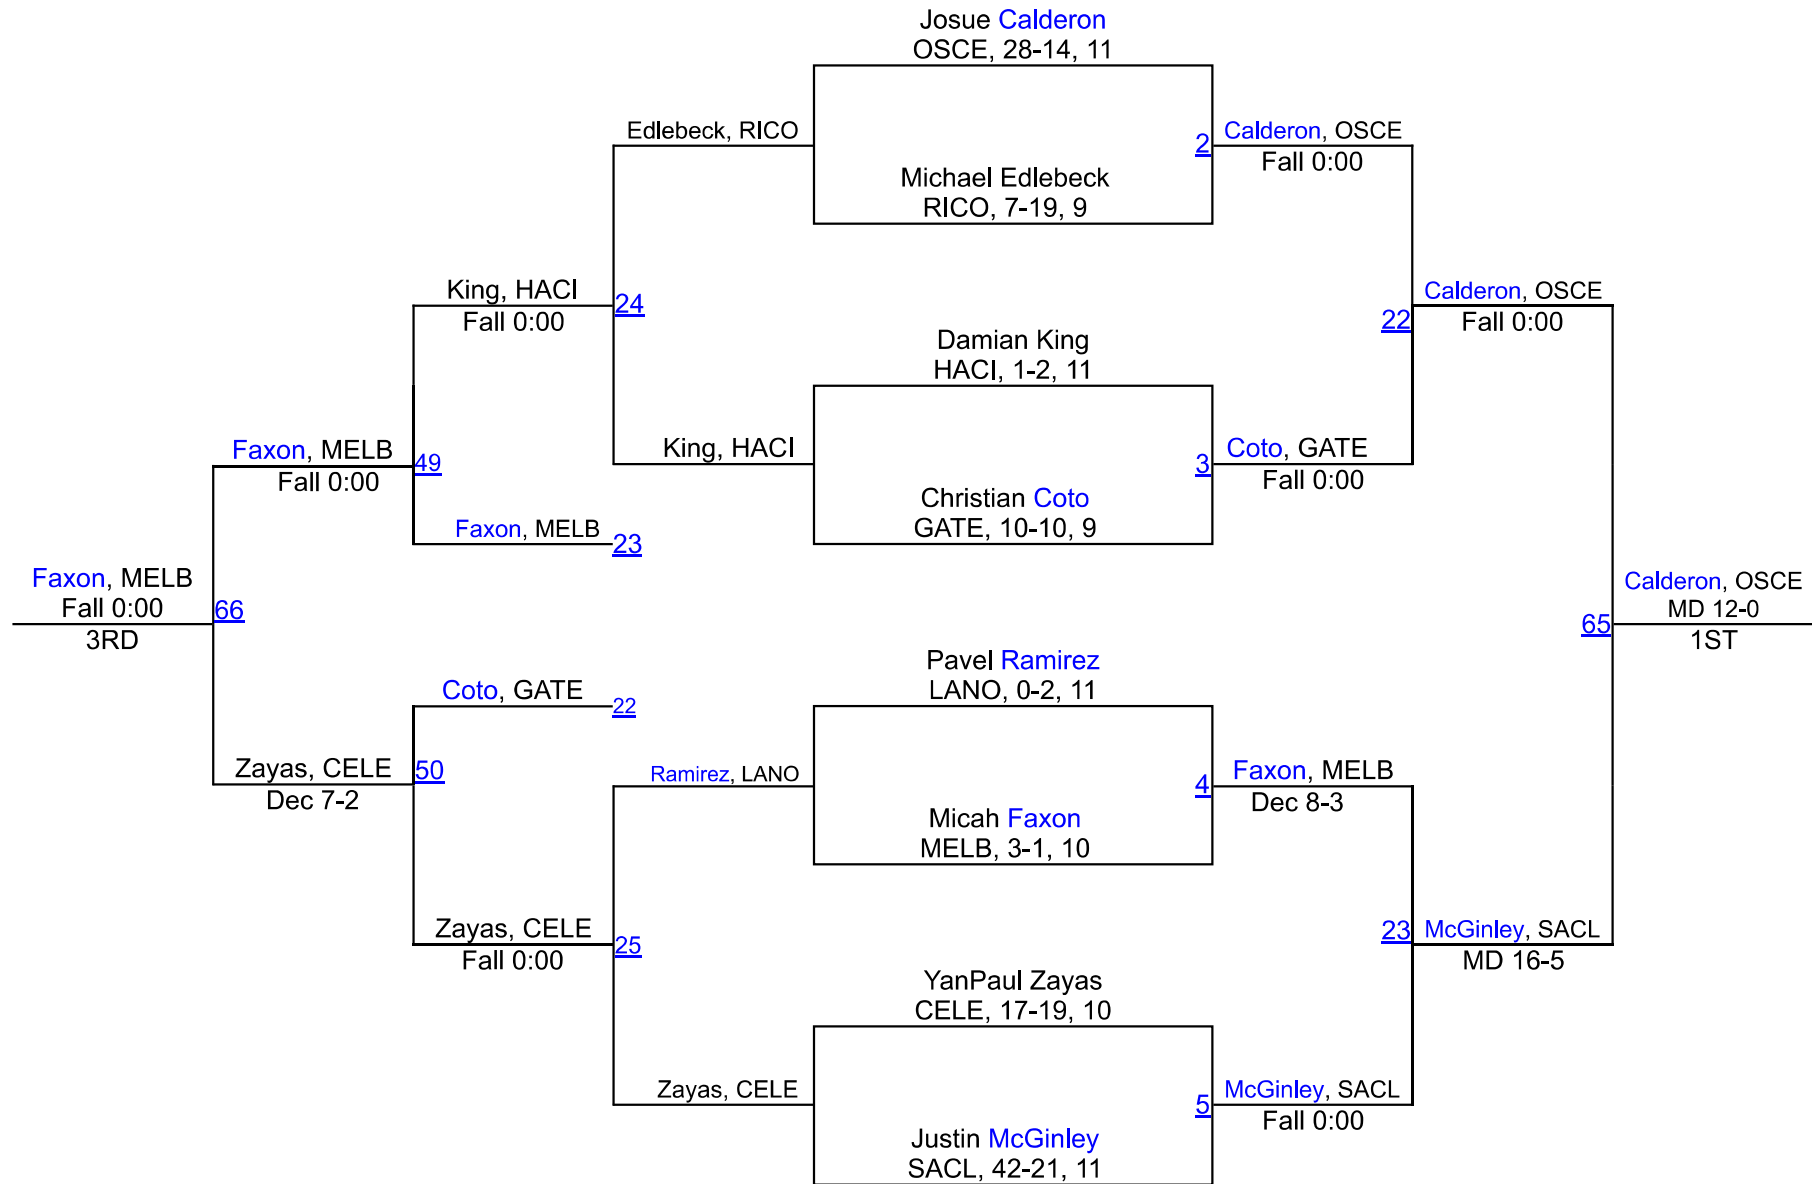 Josue Calderon
OSCE, 28-14, 11
Edlebeck, RICO
2
Calderon, OSCE
Fall 0:00
Michael Edlebeck
RICO, 7-19, 9
King, HACI
Fall 0:00
24
22
Calderon, OSCE
Fall 0:00
Damian King
HACI, 1-2, 11
Faxon, MELB
Fall 0:00
49
King, HACI
3
Coto, GATE
Fall 0:00
Christian Coto
GATE, 10-10, 9
Faxon, MELB
23
Faxon, MELB
Fall 0:00
3RD
66
65
Calderon, OSCE
MD 12-0
1ST
Pavel Ramirez
LANO, 0-2, 11
Coto, GATE
22
Zayas, CELE
Dec 7-2
50
Ramirez, LANO
4
Faxon, MELB
Dec 8-3
Micah Faxon
MELB, 3-1, 10
Zayas, CELE
Fall 0:00
25
23
McGinley, SACL
MD 16-5
YanPaul Zayas
CELE, 17-19, 10
Zayas, CELE
5
McGinley, SACL
Fall 0:00
Justin McGinley
SACL, 42-21, 11